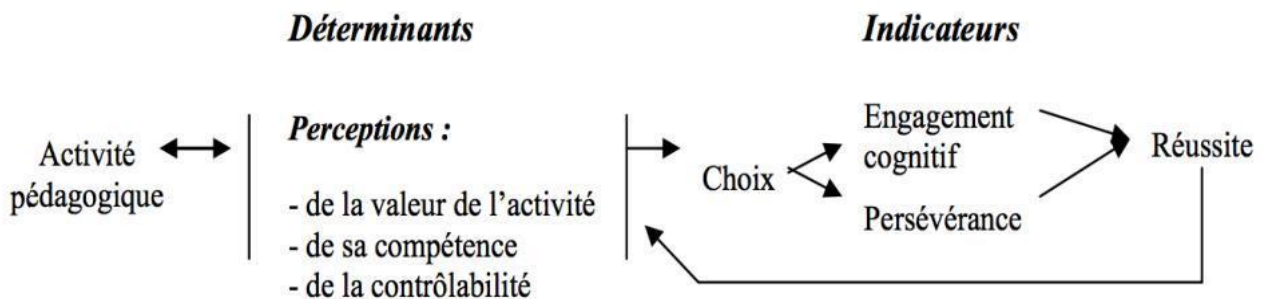 Déterminants
Indicateurs
Activité
pédagogique
Perceptions :
- de la valeur de l’activité
- de sa compétence
- de la contrôlabilité
Choix
Engagement
cognitif
Persévérance
Réussite